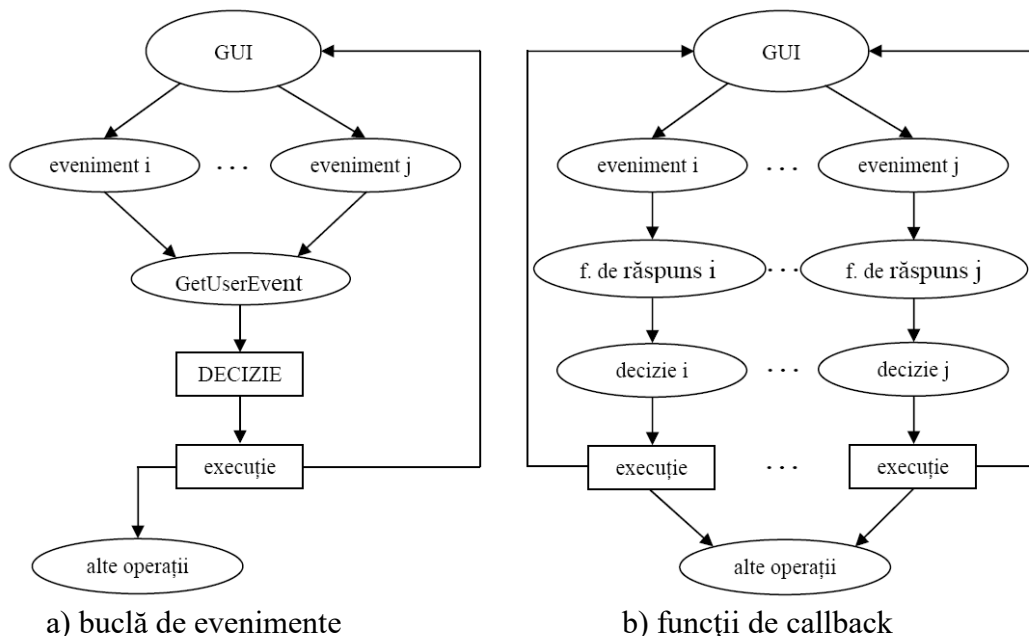 GUI
eveniment i
...
eveniment j
GetUserEvent
DECIZIE
execuție
alte operații
a) buclă de evenimente
GUI
eveniment i
...
eveniment j
f. de răspuns i
...
f. de răspuns j
decizie i
...
decizie j
execuție
...
execuție
alte operații
b) funcții de callback